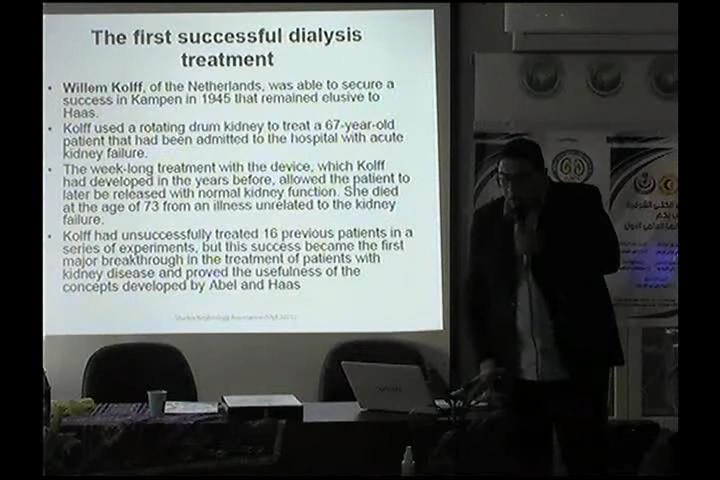 The first successful dialysis
treatment
• Willem Kolff, of the Netherlands, was able to secure a
success in Kampen in 1945 that remained elusive to
Haas.
• Kolff used a rotating drum kidney to treat a 67-year-old
patient that had been admitted to the hospital with acute
kidney failure.
• The week-long treatment with the device, which Kolff
had developed in the years before, allowed the patient to
later be released with normal kidney function. She died
at the age of 73 from an illness unrelated to the kidney
failure.
• Kolff had unsuccessfully treated 16 previous patients in a
series of experiments, but this success became the first
major breakthrough in the treatment of patients with
kidney disease and proved the usefulness of the
concepts developed by Abel and Haas
الكلى الشرقية